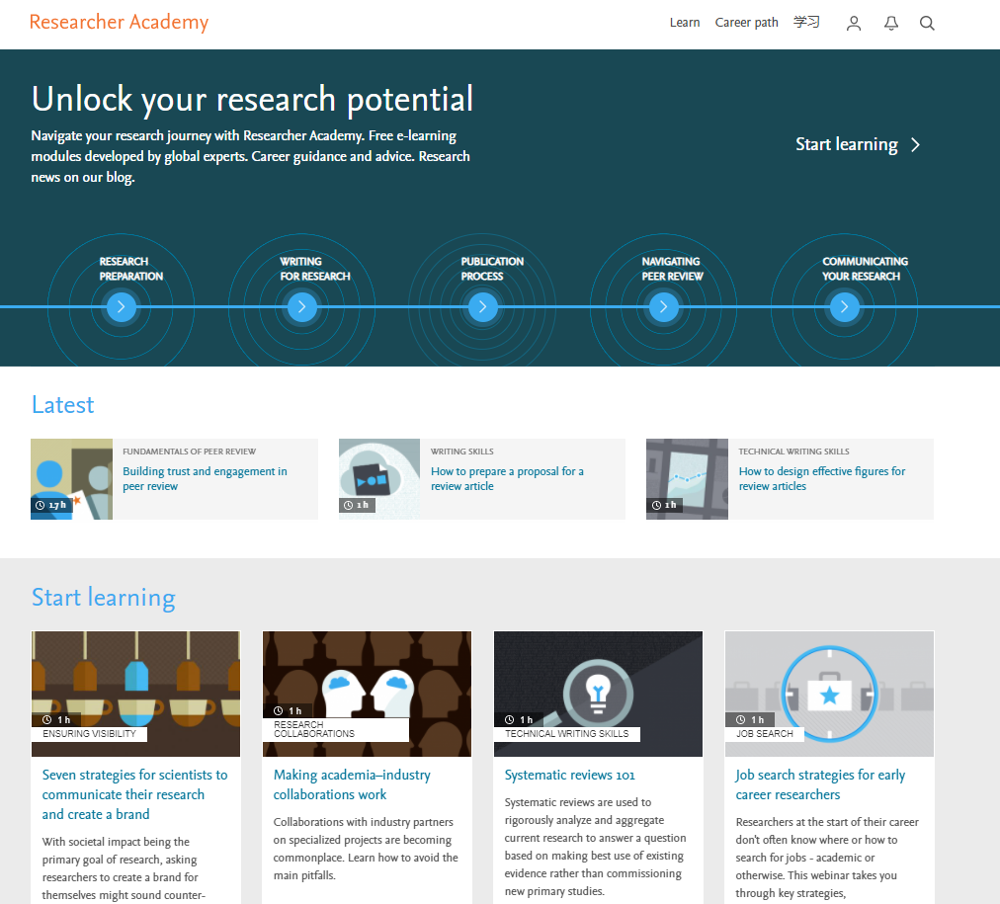 Researcher Academy
Learn Career path 学习
Unlock your research potential
Navigate your research journey with Researcher Academy. Free e-learning
modules developed by global experts. Career guidance and advice. Research
news on our blog.
Start learning
RESEARCH
PREPARATION
WRITING
FOR RESEARCH
PUBLICATION
PROCESS
NAVIGATING
PEER REVIEW
COMMUNICATING
YOUR RESEARCH
Latest
FUNDAMENTALS OF PEER REVIEW
Building trust and engagement in
peer review
1.7 h
WRITING SKILLS
How to prepare a proposal for a
review article
1 h
TECHNICAL WRITING SKILLS
How to design effective figures for
review articles
1 h
Start learning
1 h
ENSURING VISIBILITY
Seven strategies for scientists to
communicate their research
and create a brand
With societal impact being the
primary goal of research, asking
researchers to create a brand for
themselves might sound counter-
1 h
RESEARCH
COLLABORATIONS
Making academia–industry
collaborations work
Collaborations with industry partners
on specialized projects are becoming
commonplace. Learn how to avoid the
main pitfalls.
1 h
TECHNICAL WRITING SKILLS
Systematic reviews 101
Systematic reviews are used to
rigorously analyze and aggregate
current research to answer a question
based on making best use of existing
evidence rather than commissioning
new primary studies.
1 h
JOB SEARCH
Job search strategies for early
career researchers
Researchers at the start of their career
don't often know where or how to
search for jobs - academic or
otherwise. This webinar takes you
through key strategies,